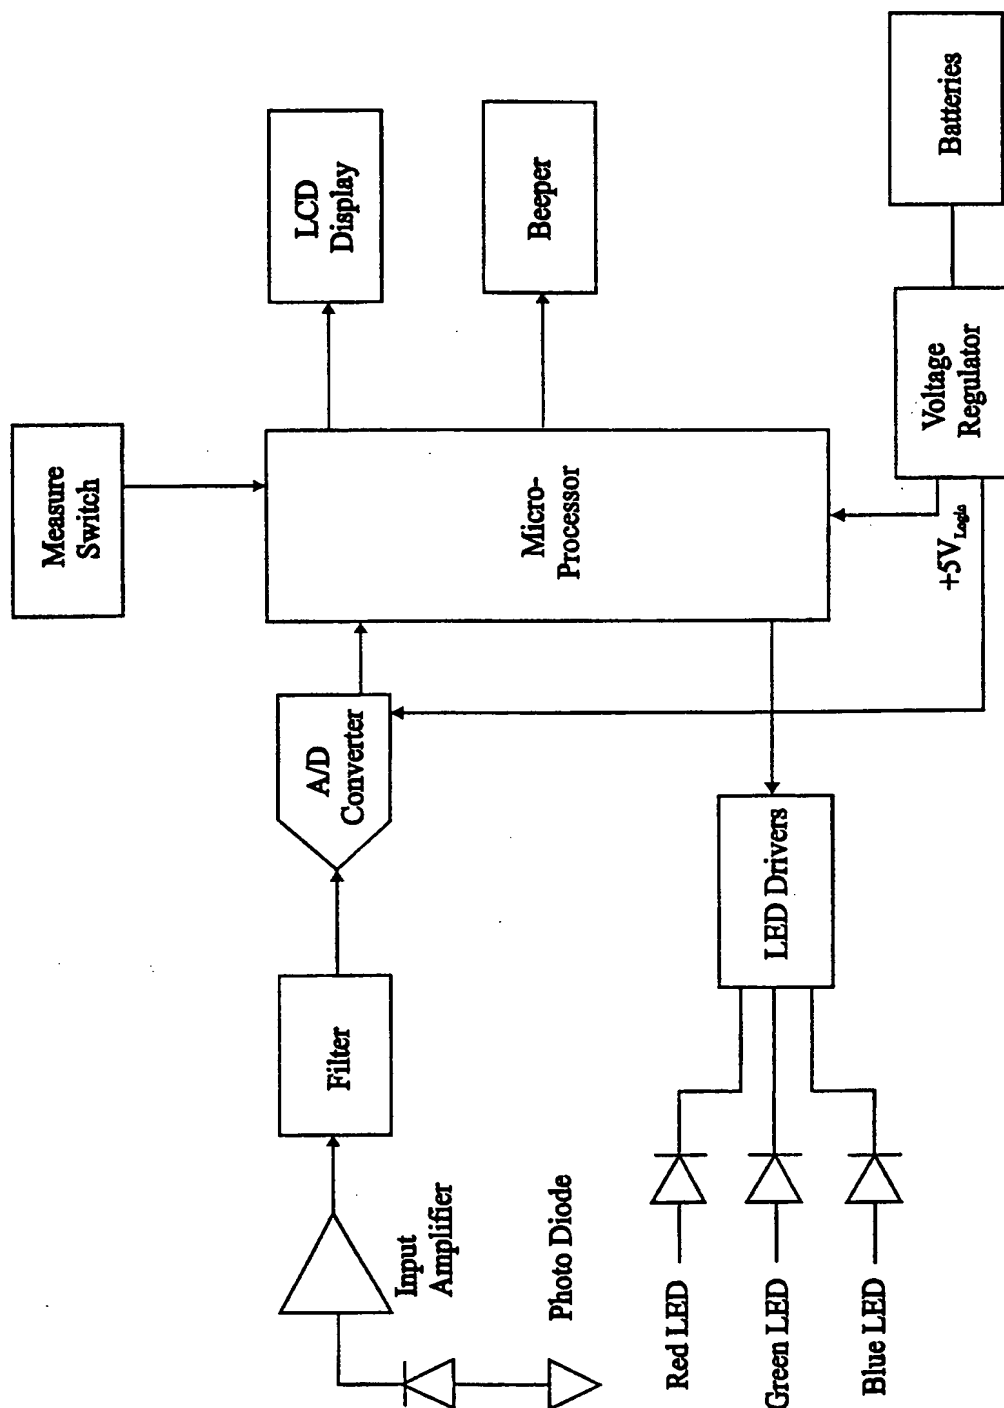 Measure
Switch
LCD
Display
Beeper
Micro-
Processor
A/D
Converter
Filter
Input
Amplifier
Photo Diode
Batteries
Voltage
Regulator
+5VLogic
LED Drivers
Red LED
Green LED
Blue LED